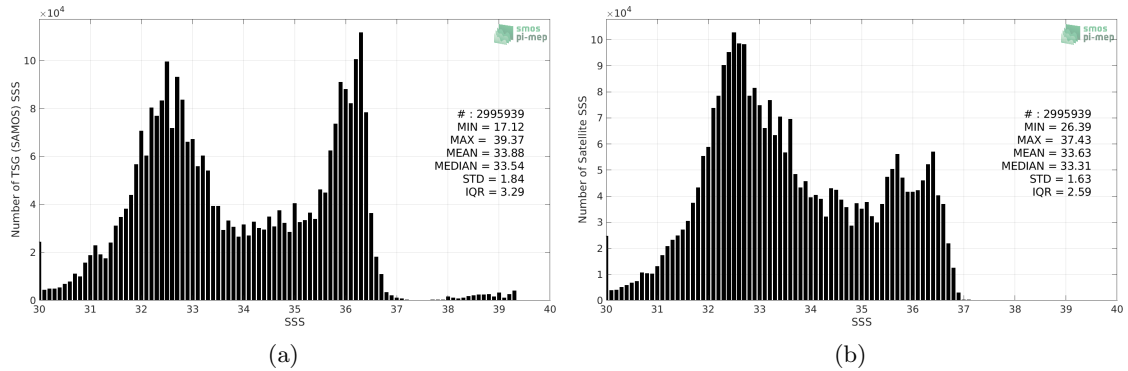 ×10⁴
smos
pi-mep
10
8
6
4
2
0
Number of TSG (SAMOS) SSS
# : 2995939
MIN = 17.12
MAX = 39.37
MEAN = 33.88
MEDIAN = 33.54
STD = 1.84
IQR = 3.29
30 31 32 33 34 35 36 37 38 39 40
SSS
(a)
×10⁴
smos
pi-mep
10
9
8
7
6
5
4
3
2
1
0
Number of Satellite SSS
# : 2995939
MIN = 26.39
MAX = 37.43
MEAN = 33.63
MEDIAN = 33.31
STD = 1.63
IQR = 2.59
30 31 32 33 34 35 36 37 38 39 40
SSS
(b)